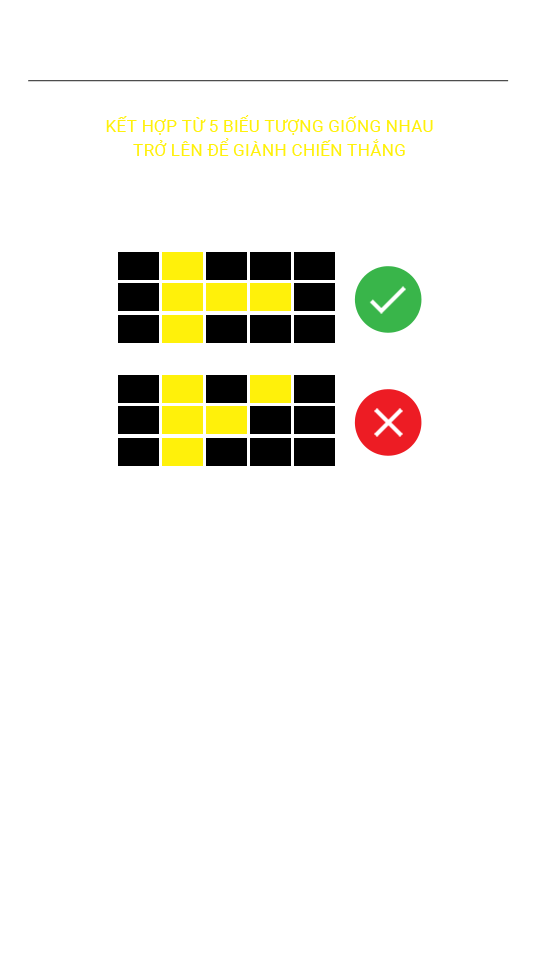 KẾT HỢP TỪ 5 BIỂU TƯỢNG GIỐNG NHAU
TRỞ LÊN ĐỂ GIÀNH CHIẾN THẮNG